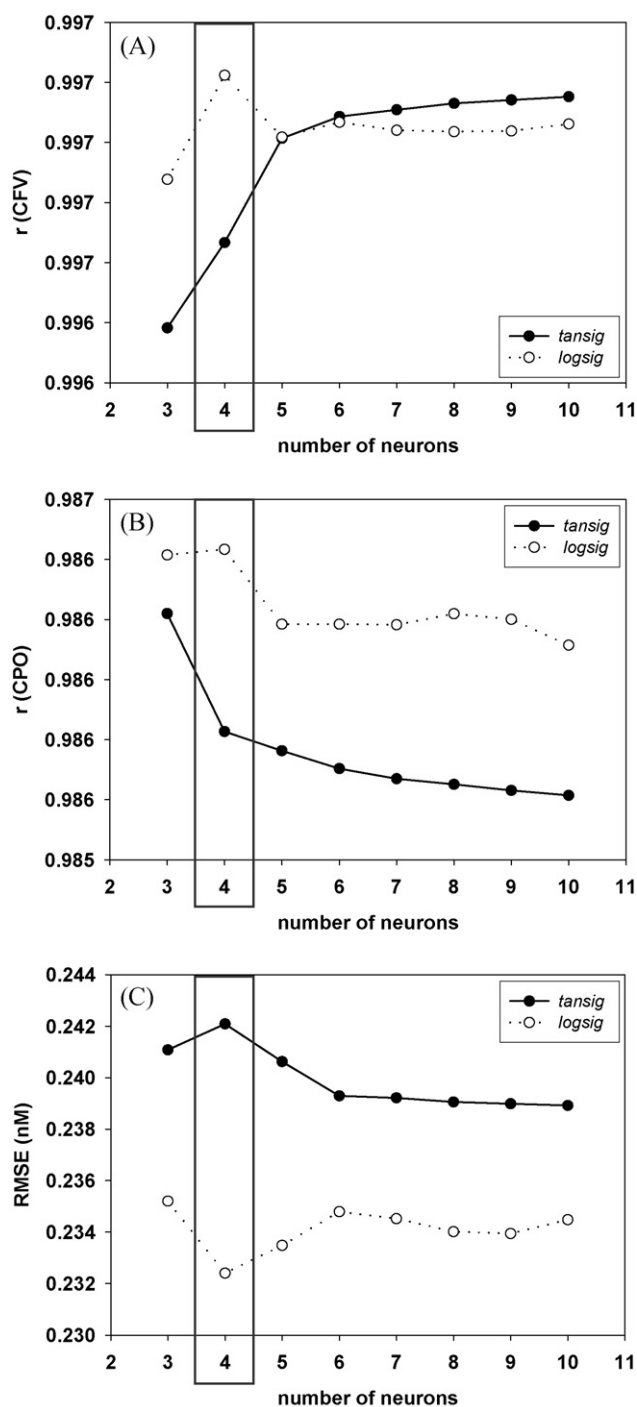 (A)
0.997
0.997
0.997
0.997
0.997
0.996
0.996
r (CFV)
tansig
logsig
2 3 4 5 6 7 8 9 10 11
number of neurons
(B)
0.987
0.986
0.986
0.986
0.986
0.986
0.985
r (CPO)
tansig
logsig
2 3 4 5 6 7 8 9 10 11
number of neurons
(C)
0.244
0.242
0.240
0.238
0.236
0.234
0.232
0.230
RMSE (nM)
tansig
logsig
2 3 4 5 6 7 8 9 10 11
number of neurons